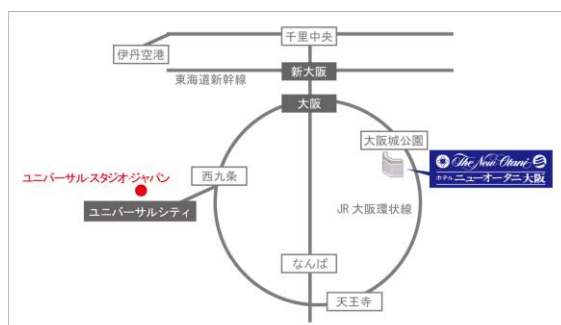 千里中央
伊丹空港
新大阪
東海道新幹線
大阪
大阪城公園
The New Otani
ホテルニューオータニ大阪
ユニバーサル・スタジオ・ジャパン
西九条
ユニバーサルシティ
JR大阪環状線
なんば
天王寺